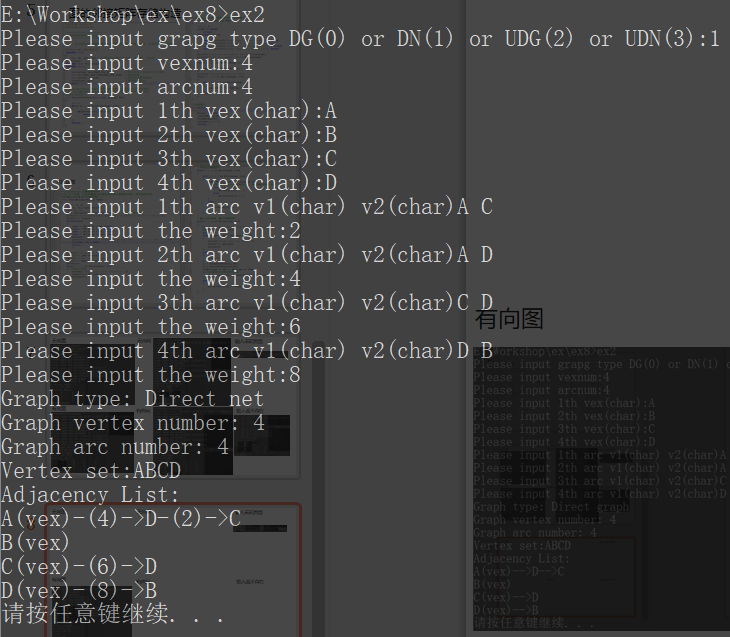 E:\Workshop\ex\ex8>ex2
Please input grapg type DG(0) or DN(1) or UDG(2) or UDN(3):1
Please input vexnum:4
Please input arcnum:4
Please input 1th vex(char):A
Please input 2th vex(char):B
Please input 3th vex(char):C
Please input 4th vex(char):D
Please input 1th arc v1(char) v2(char)A C
Please input the weight:2
Please input 2th arc v1(char) v2(char)A D
Please input the weight:4
Please input 3th arc v1(char) v2(char)C D
Please input the weight:6
Please input 4th arc v1(char) v2(char)D B
Please input the weight:8
Graph type: Direct net
Graph vertex number: 4
Graph arc number: 4
Vertex set:ABCD
Adjacency List:
A(vex)-(4)->D-(2)->C
B(vex)
C(vex)-(6)->D
D(vex)-(8)->B
请按任意键继续. . .
有向图
E:\Workshop\ex\ex8>ex2
Please input grapg type DG(0) or DN(1)
Please input vexnum:4
Please input arcnum:4
Please input 1th vex(char):A
Please input 2th vex(char):B
Please input 3th vex(char):C
Please input 4th vex(char):D
Please input 1th arc v1(char) v2(char)A
Please input 2th arc v1(char) v2(char)A
Please input 3th arc v1(char) v2(char)C
Please input 4th arc v1(char) v2(char)D
Graph type: Direct graph
Graph vertex number: 4
Graph arc number: 4
Vertex set:ABCD
Adjacency List:
A(vex)-->D-->C
B(vex)
C(vex)-->D
D(vex)-->B
请按任意键继续. . .